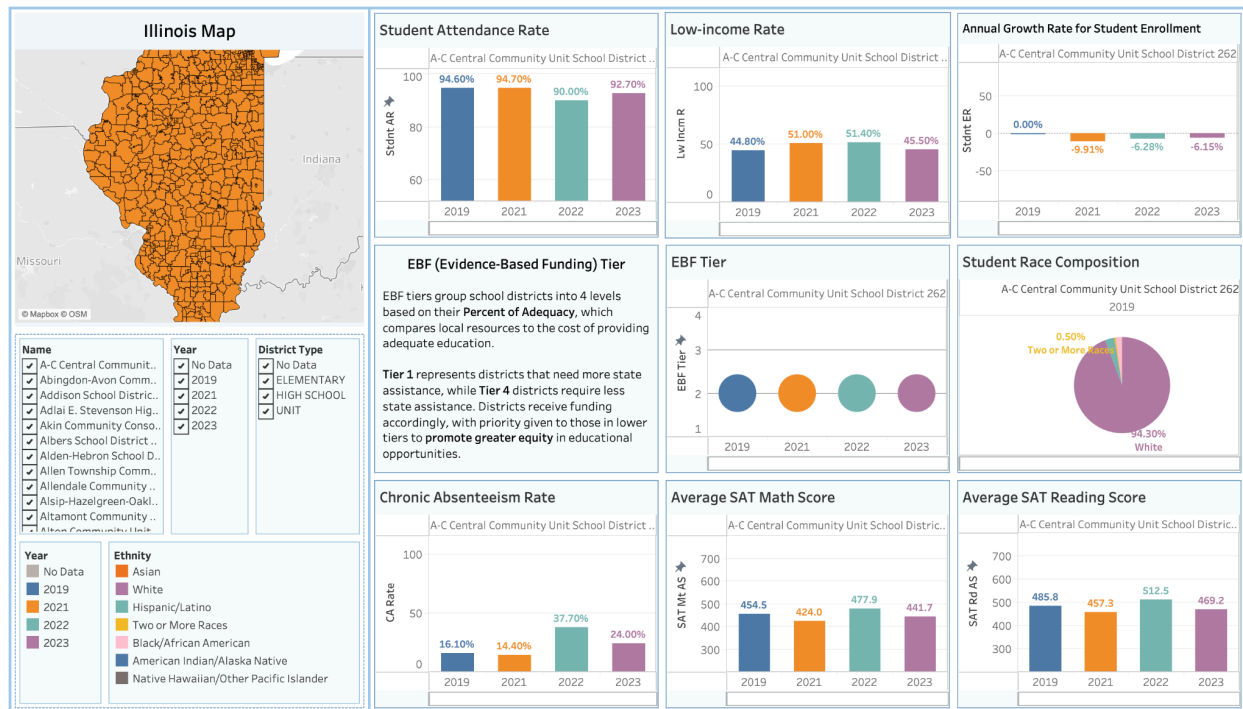 Illinois Map
Indiana
Missouri
© Mapbox © OSM
Name
A-C Central Communit..
Abingdon-Avon Comm..
Addison School Distric..
Adlai E. Stevenson Hig..
Akin Community Conso..
Albers School District ..
Alden-Hebron School D..
Allen Township Comm..
Allendale Community ..
Alsip-Hazelgreen-Oakl..
Altamont Community ..
Alton Community Unit
Year
No Data
2019
2021
2022
2023
District Type
No Data
ELEMENTARY
HIGH SCHOOL
UNIT
Year
No Data
2019
2021
2022
2023
Ethnity
Asian
White
Hispanic/Latino
Two or More Races
Black/African American
American Indian/Alaska Native
Native Hawaiian/Other Pacific Islander
Student Attendance Rate
A-C Central Community Unit School District ..
Stdnt AR
100
80
60
94.60%
94.70%
90.00%
92.70%
2019
2021
2022
2023
Low-income Rate
A-C Central Community Unit School District ..
Lw Incm R
100
50
0
44.80%
51.00%
51.40%
45.50%
2019
2021
2022
2023
Annual Growth Rate for Student Enrollment
A-C Central Community Unit School District 262
Stdnt ER
50
0
-50
0.00%
-9.91%
-6.28%
-6.15%
2019
2021
2022
2023
EBF (Evidence-Based Funding) Tier
EBF tiers group school districts into 4 levels
based on their Percent of Adequacy, which
compares local resources to the cost of providing
adequate education.
Tier 1 represents districts that need more state
assistance, while Tier 4 districts require less
state assistance. Districts receive funding
accordingly, with priority given to those in lower
tiers to promote greater equity in educational
opportunities.
EBF Tier
A-C Central Community Unit School District 262
EBF Tier
4
3
2
1
2019
2021
2022
2023
Student Race Composition
A-C Central Community Unit School District 262
2019
0.50%
Two or More Races
94.30%
White
Chronic Absenteeism Rate
A-C Central Community Unit School District ..
CA Rate
100
50
0
16.10%
14.40%
37.70%
24.00%
2019
2021
2022
2023
Average SAT Math Score
A-C Central Community Unit School Distric..
SAT Mt AS
700
600
500
400
300
454.5
424.0
477.9
441.7
2019
2021
2022
2023
Average SAT Reading Score
A-C Central Community Unit School Distric..
SAT Rd AS
700
600
500
400
300
485.8
457.3
512.5
469.2
2019
2021
2022
2023